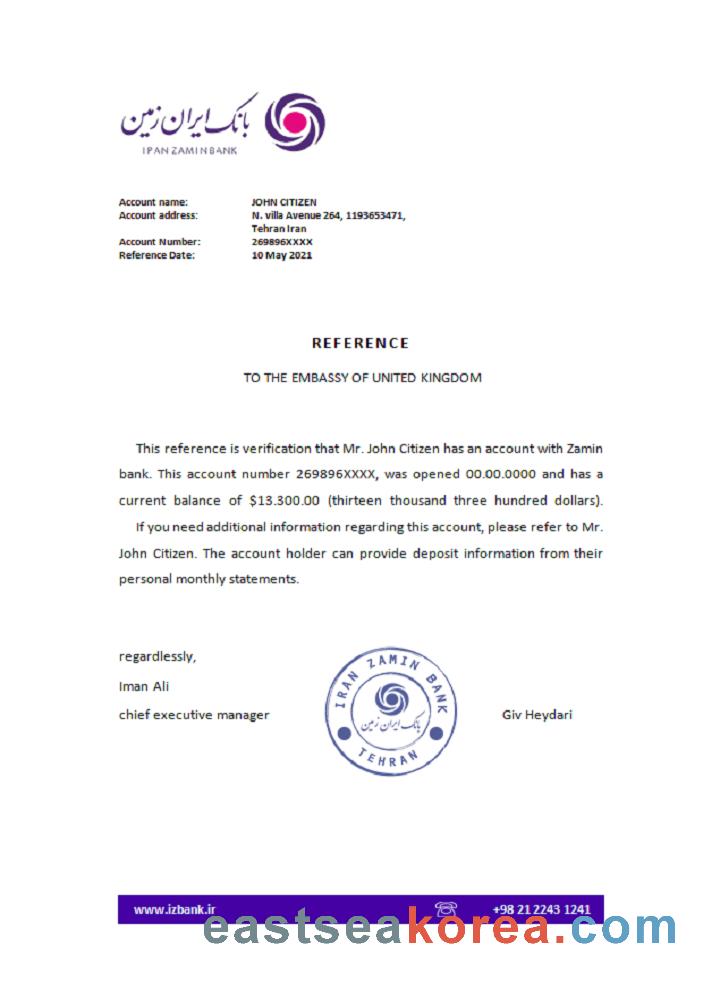 بانک ایران زمین
IPAN ZAMIN BANK
Account name: JOHN CITIZEN
Account address: N. villa Avenue 264, 1193653471,
Tehran Iran
Account Number: 269896XXXX
Reference Date: 10 May 2021
REFERENCE
TO THE EMBASSY OF UNITED KINGDOM
This reference is verification that Mr. John Citizen has an account with Zamin
bank. This account number 269896XXXX, was opened 00.00.0000 and has a
current balance of $13.300.00 (thirteen thousand three hundred dollars).
If you need additional information regarding this account, please refer to Mr.
John Citizen. The account holder can provide deposit information from their
personal monthly statements.
regardlessly,
Iman Ali
chief executive manager
IRAN ZAMIN BANK
بانک ایران زمین
TEHRAN
Giv Heydari
www.izbank.ir
+98 21 2243 1241
eastseakorea.com